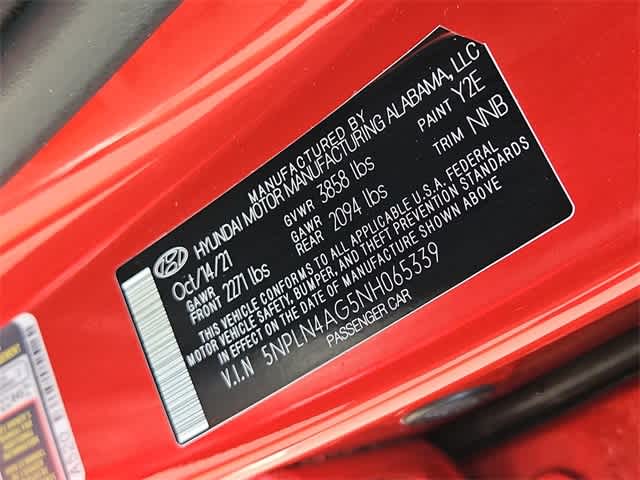 MANUFACTURED BY
HYUNDAI MOTOR MANUFACTURING ALABAMA, LLC
Oct/14/21 GVWR 3858 lbs PAINT Y2E
GAWR FRONT 2271 lbs GAWR REAR 2094 lbs TRIM NNB
THIS VEHICLE CONFORMS TO ALL APPLICABLE U.S.A. FEDERAL
MOTOR VEHICLE SAFETY, BUMPER, AND THEFT PREVENTION STANDARDS
IN EFFECT ON THE DATE OF MANUFACTURE SHOWN ABOVE
V.I.N 5NPLN4AG5NH065339
PASSENGER CAR